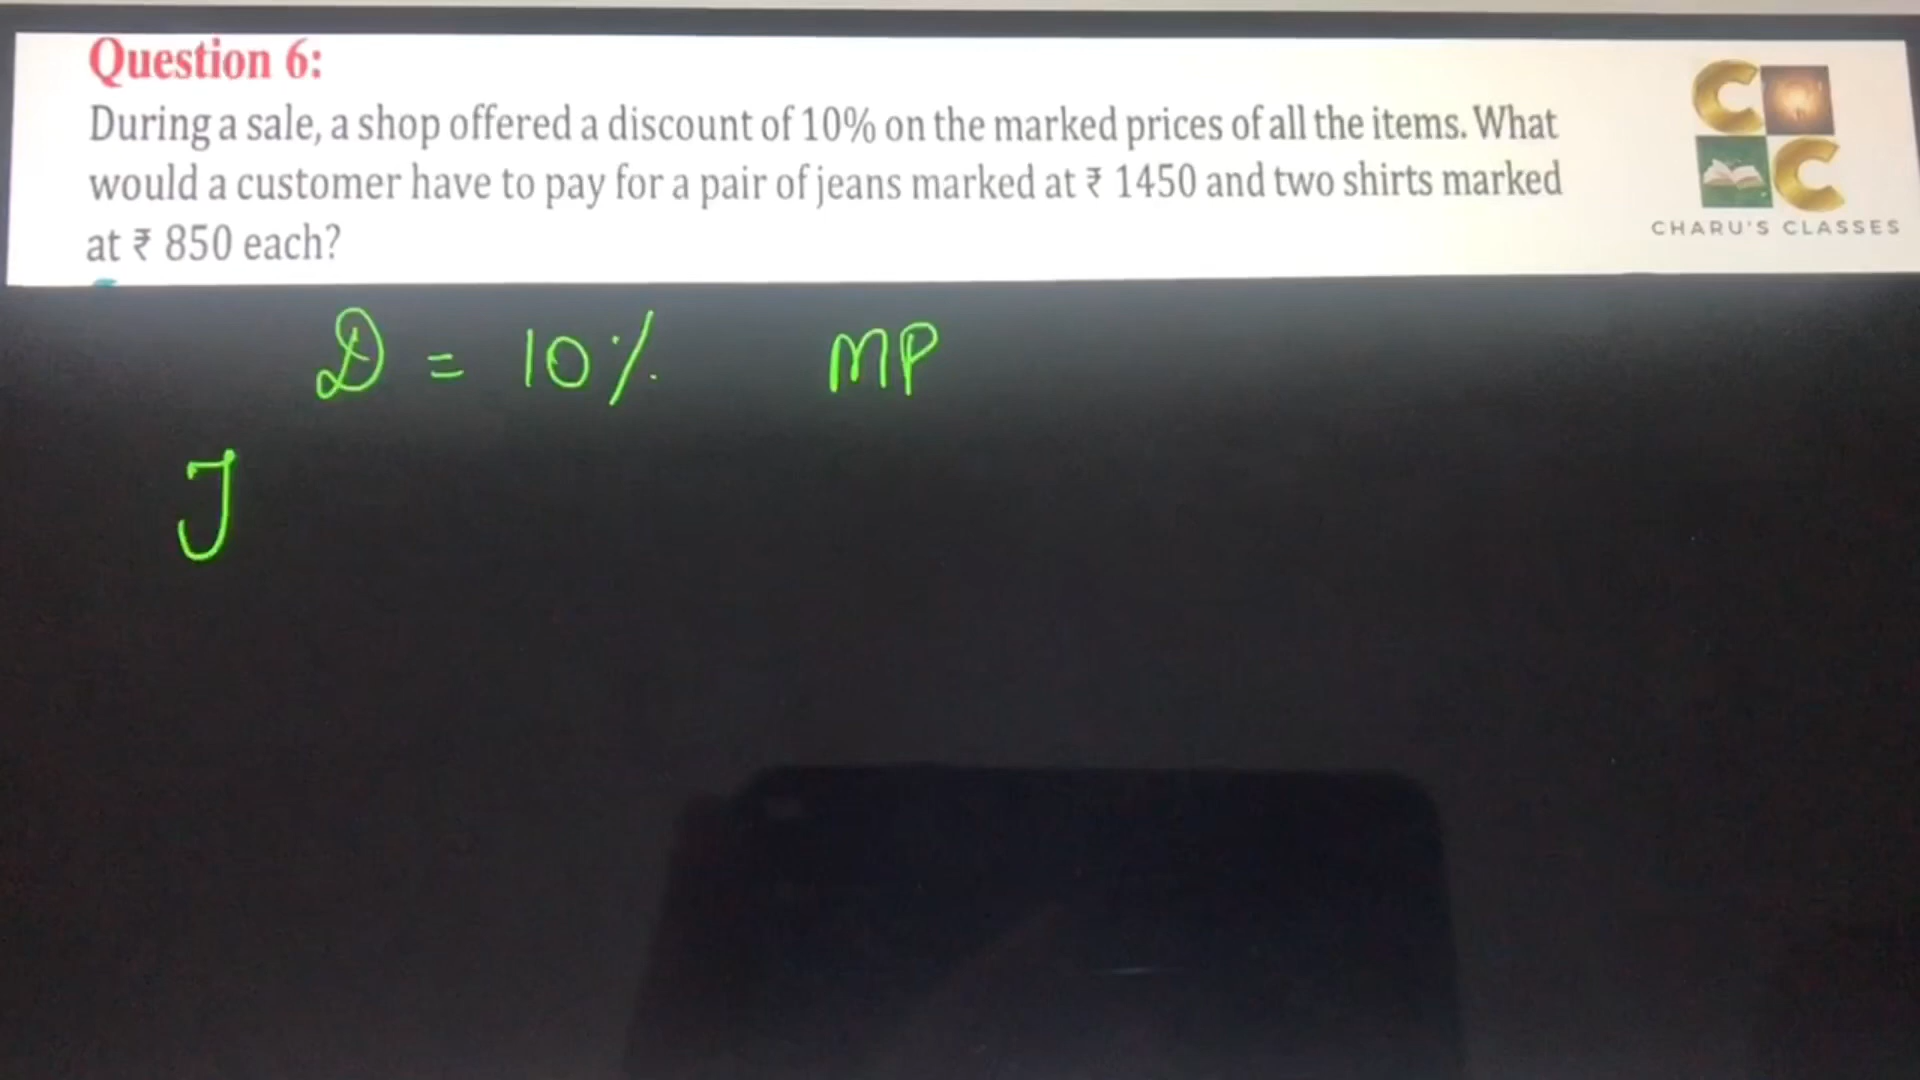 Question 6:
During a sale, a shop offered a discount of 10% on the marked prices of all the items. What
would a customer have to pay for a pair of jeans marked at ₹ 1450 and two shirts marked
at ₹ 850 each?
CHARU'S CLASSES
D = 10% MP
J